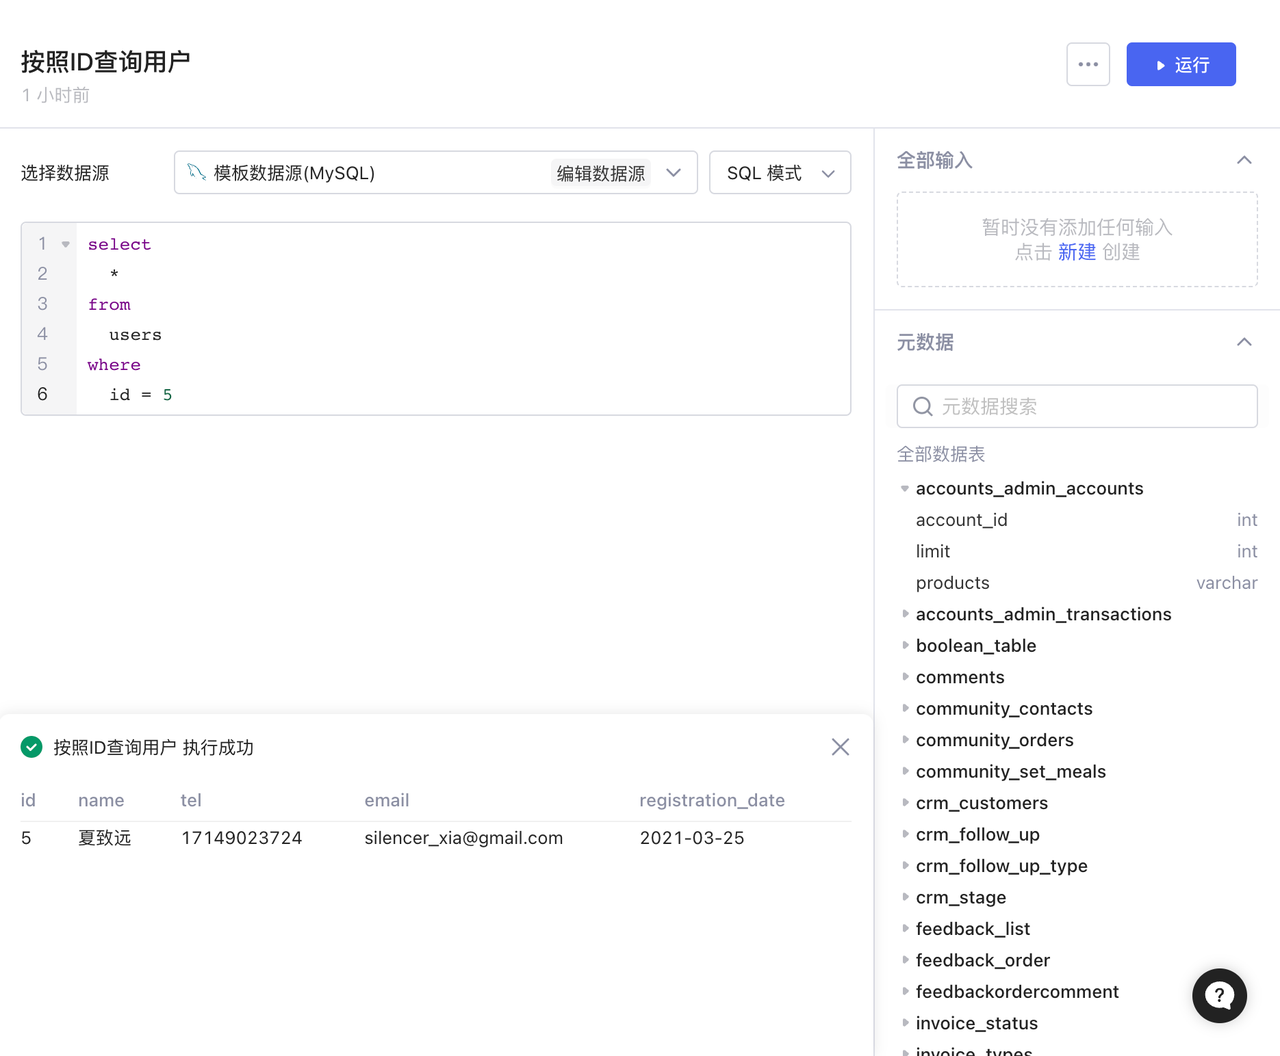 按照ID查询用户
1 小时前
运行
选择数据源
模板数据源(MySQL)
编辑数据源
SQL 模式
1 select
2 *
3 from
4 users
5 where
6 id = 5
按照ID查询用户 执行成功
id name tel email registration_date
5 夏致远 17149023724 silencer_xia@gmail.com 2021-03-25
全部输入
暂时没有添加任何输入
点击 新建 创建
元数据
元数据搜索
全部数据表
accounts_admin_accounts
account_id int
limit int
products varchar
accounts_admin_transactions
boolean_table
comments
community_contacts
community_orders
community_set_meals
crm_customers
crm_follow_up
crm_follow_up_type
crm_stage
feedback_list
feedback_order
feedbackordercomment
invoice_status
invoice_types